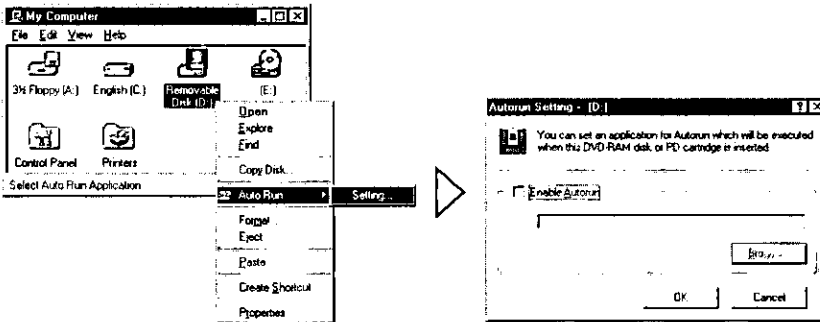 My Computer
File Edit View Help
3½ Floppy (A:)
English (C:)
Removable
Disk (D:)
(E:)
Control Panel
Printers
Select Auto Run Application
Open
Explore
Find
Copy Disk...
Auto Run
Setting...
Format...
Eject
Paste
Create Shortcut
Properties
Autorun Setting - [D:]
You can set an application for Autorun which will be executed
when this DVD-RAM disk or PD cartridge is inserted
Enable Autorun
Browse...
OK
Cancel